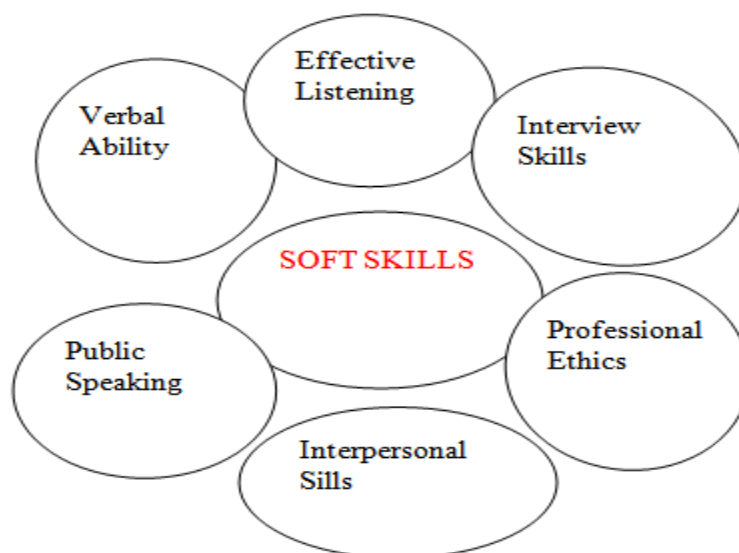 Effective
Listening
Verbal
Ability
Interview
Skills
SOFT SKILLS
Professional
Ethics
Public
Speaking
Interpersonal
Sills